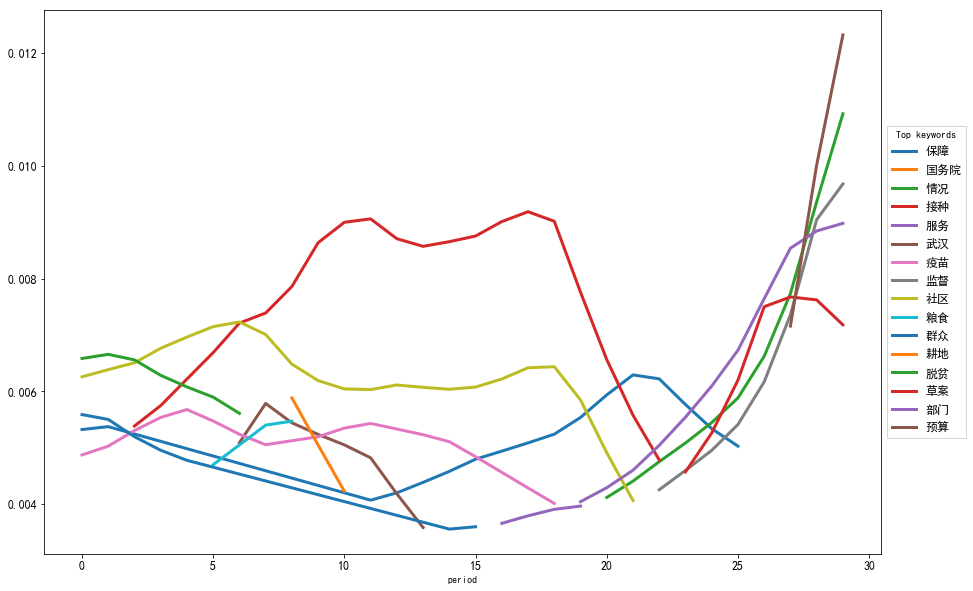 0.012
0.010
0.008
0.006
0.004
0
5
10
15
20
25
30
period
Top keywords
保障
国务院
情况
接种
服务
武汉
疫苗
监督
社区
粮食
群众
耕地
脱贫
草案
部门
预算